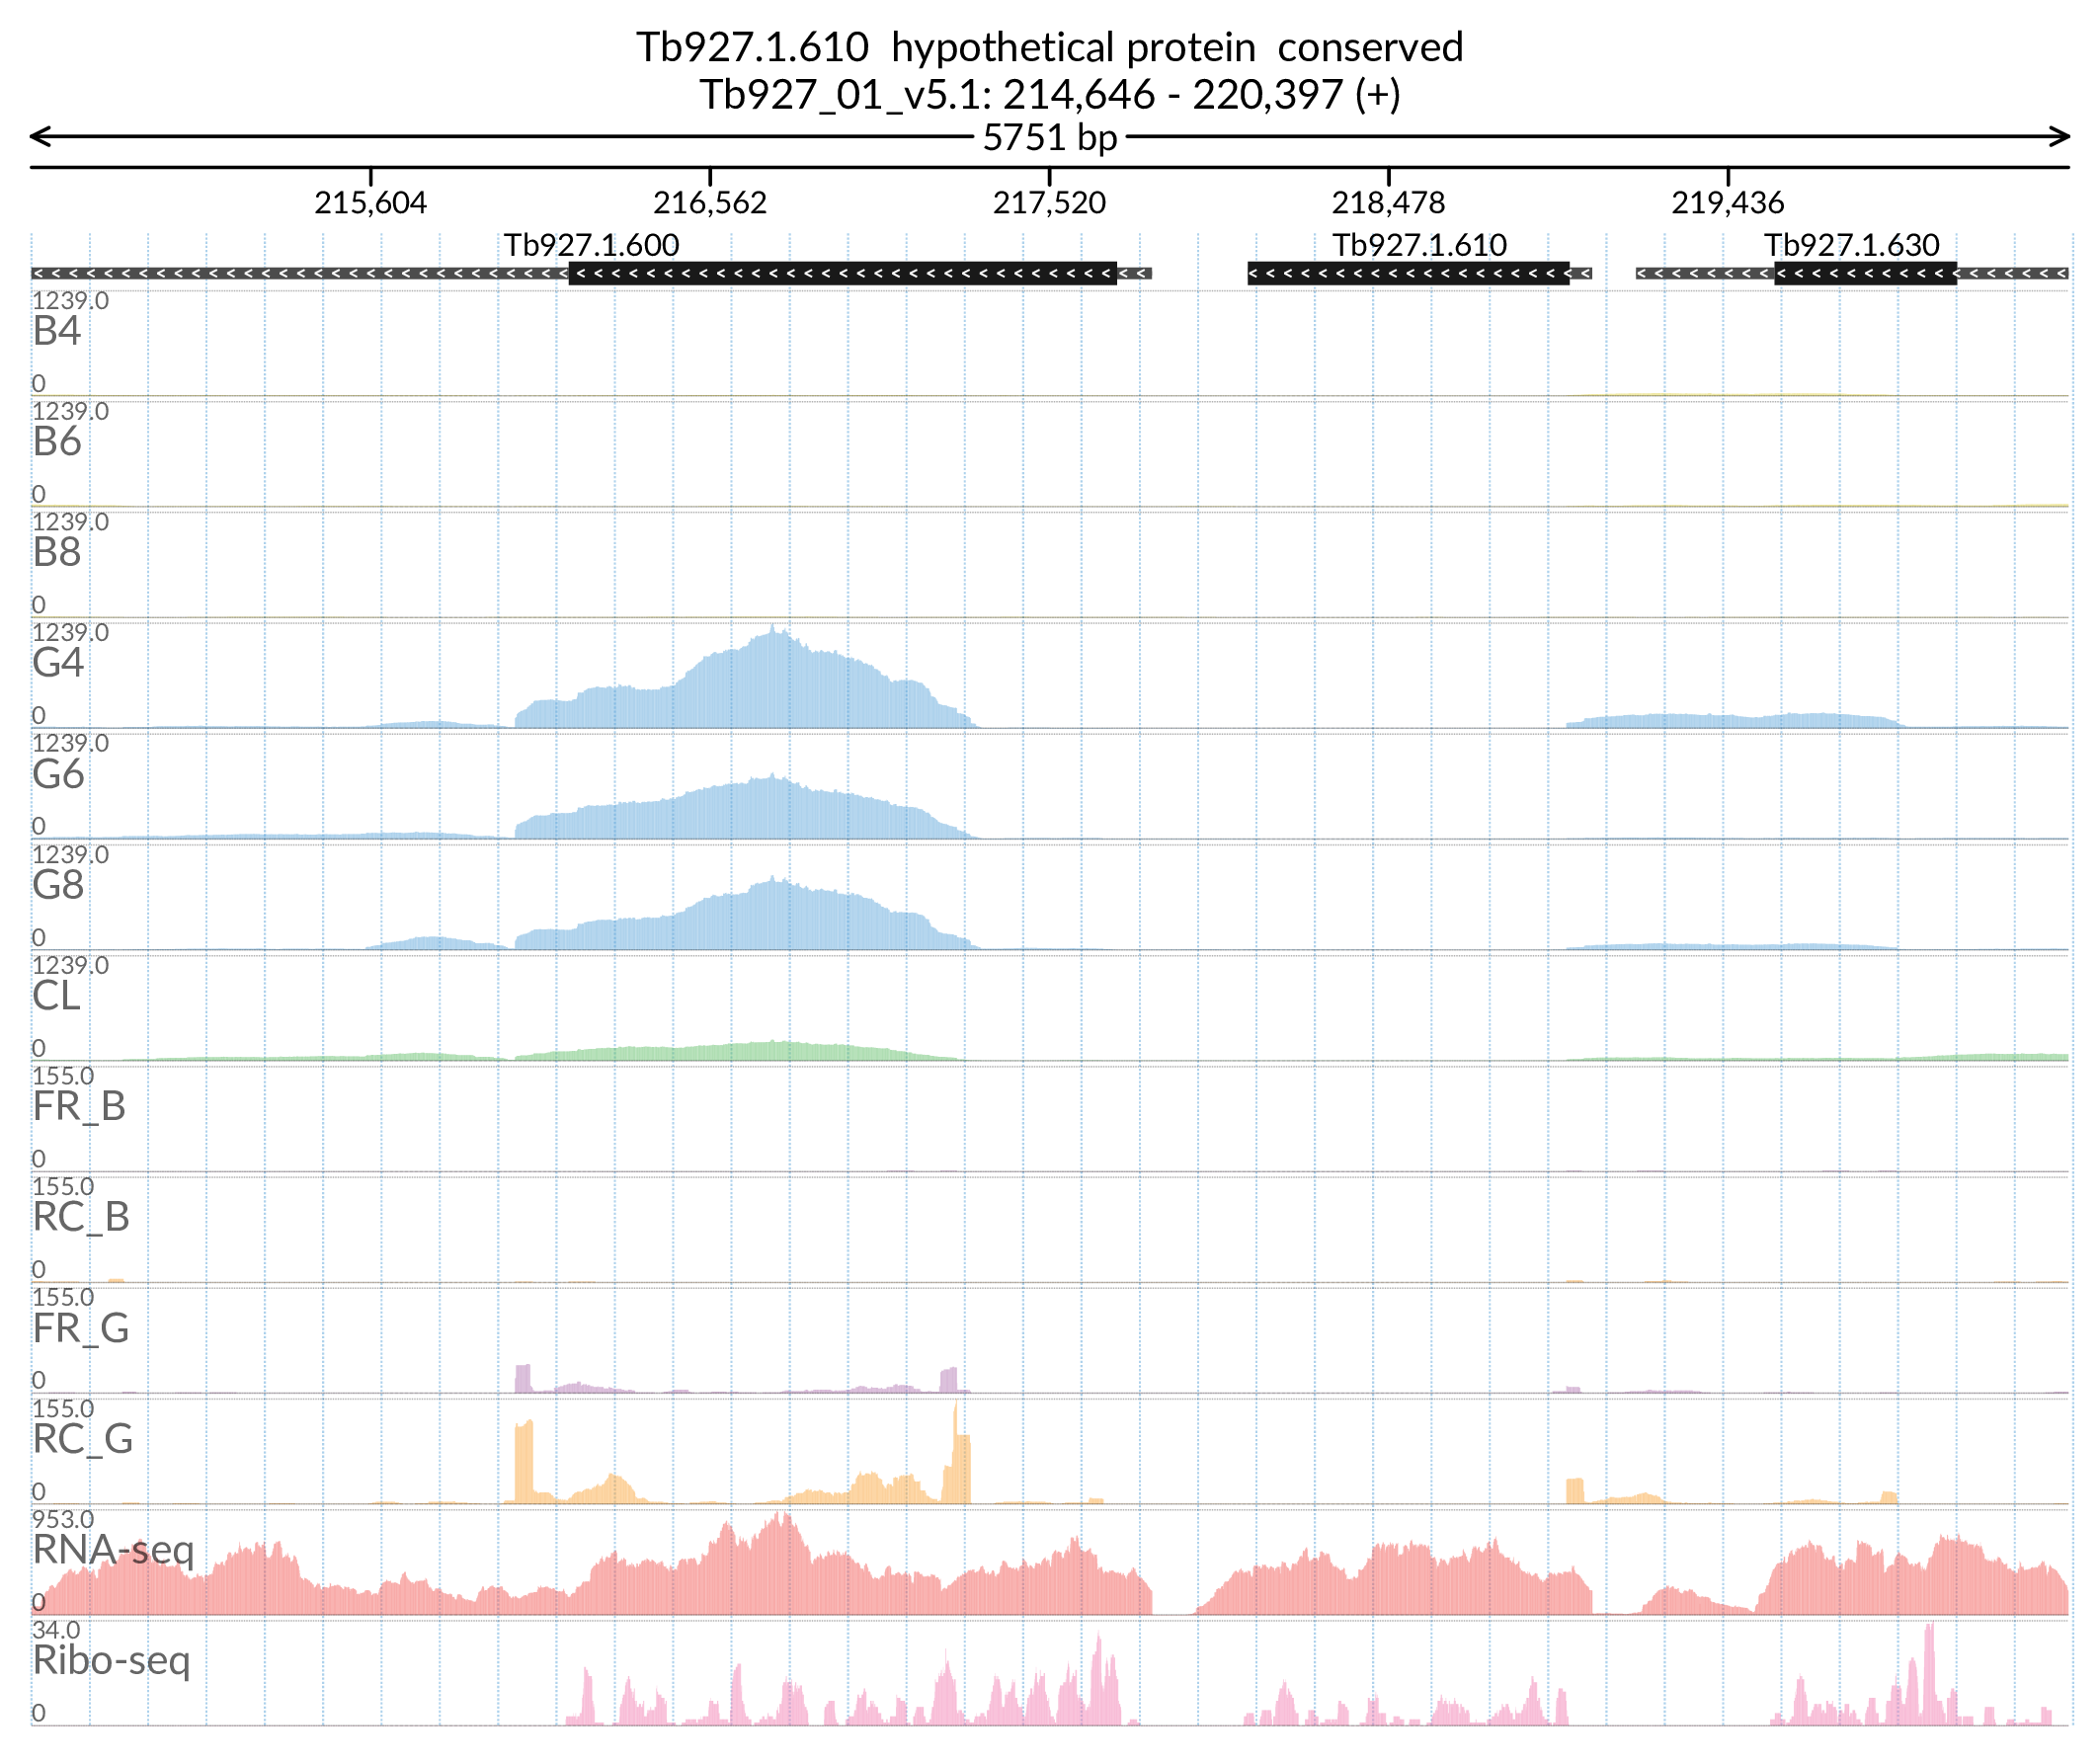 Tb927.1.610 hypothetical protein conserved
Tb927_01_v5.1: 214,646 - 220,397 (+)
5751 bp
215,604 216,562 217,520 218,478 219,436
Tb927.1.600 Tb927.1.610 Tb927.1.630
1239.0
B4
0
1239.0
B6
0
1239.0
B8
0
1239.0
G4
0
1239.0
G6
0
1239.0
G8
0
1239.0
CL
0
155.0
FR_B
0
155.0
RC_B
0
155.0
FR_G
0
155.0
RC_G
0
953.0
RNA-seq
0
34.0
Ribo-seq
0